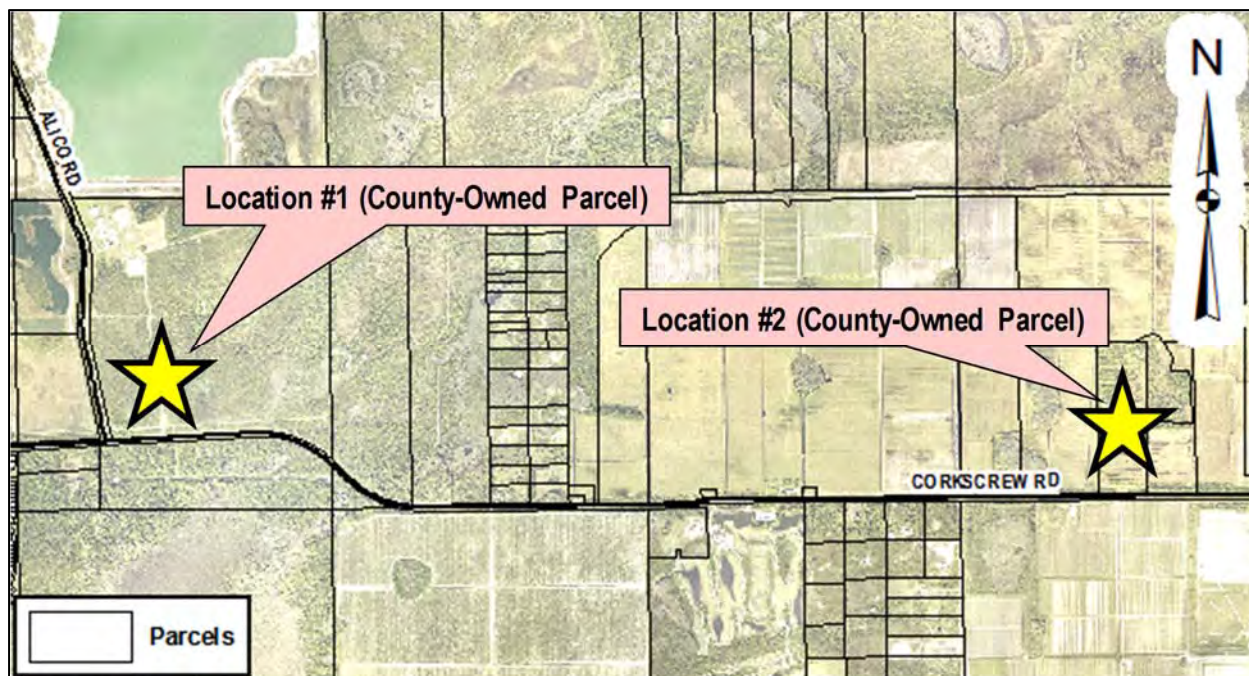 N
ALICO RD
Location #1 (County-Owned Parcel)
Location #2 (County-Owned Parcel)
CORKSCREW RD
Parcels